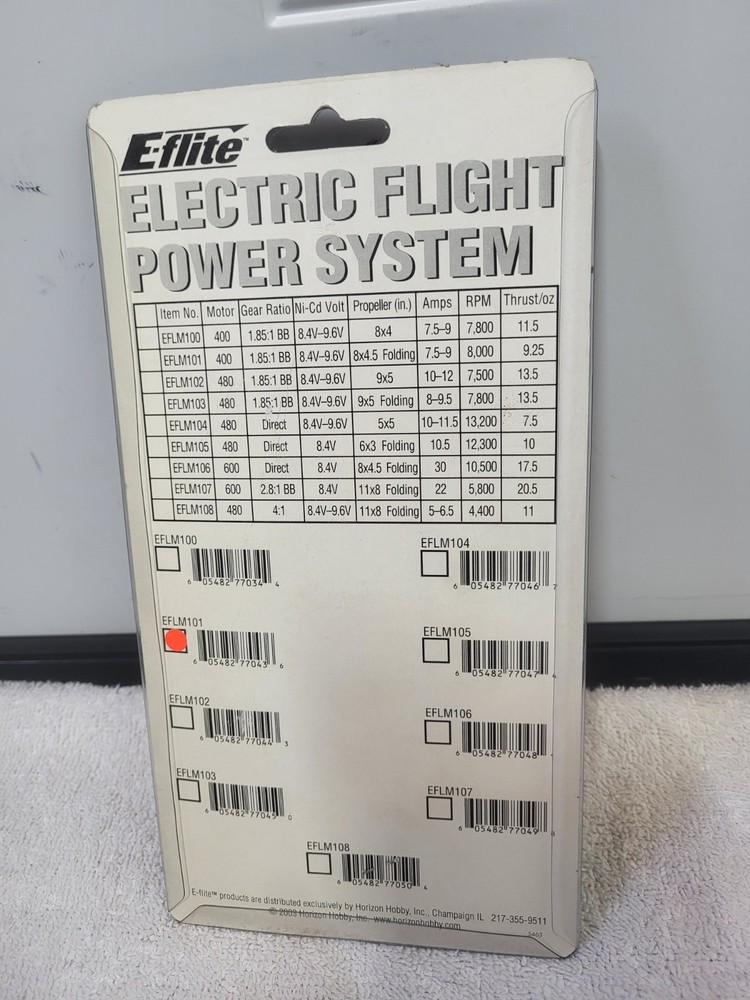 E-flite™
ELECTRIC FLIGHT
POWER SYSTEM
Item No. Motor Gear Ratio Ni-Cd Volt Propeller (in.) Amps RPM Thrust/oz
EFLM100 400 1.85:1 BB 8.4V–9.6V 8x4 7.5–9 7,800 11.5
EFLM101 400 1.85:1 BB 8.4V–9.6V 8x4.5 Folding 7.5–9 8,000 9.25
EFLM102 480 1.85:1 BB 8.4V–9.6V 9x5 10–12 7,500 13.5
EFLM103 480 1.85:1 BB 8.4V–9.6V 9x5 Folding 8–9.5 7,800 13.5
EFLM104 480 Direct 8.4V–9.6V 5x5 10–11.5 13,200 7.5
EFLM105 480 Direct 8.4V 6x3 Folding 10.5 12,300 10
EFLM106 600 Direct 8.4V 8x4.5 Folding 30 10,500 17.5
EFLM107 600 2.8:1 BB 8.4V 11x8 Folding 22 5,800 20.5
EFLM108 480 4:1 8.4V–9.6V 11x8 Folding 5–6.5 4,400 11
EFLM100
6 05482 77034 4
EFLM101
6 05482 77043 6
EFLM102
6 05482 77044 3
EFLM103
6 05482 77045 0
EFLM104
6 05482 77046 7
EFLM105
6 05482 77047 4
EFLM106
6 05482 77048
EFLM107
6 05482 77049 8
EFLM108
6 05482 77050 4
E-flite™ products are distributed exclusively by Horizon Hobby, Inc., Champaign IL 217-355-9511
© 2003 Horizon Hobby, Inc. www.horizonhobby.com